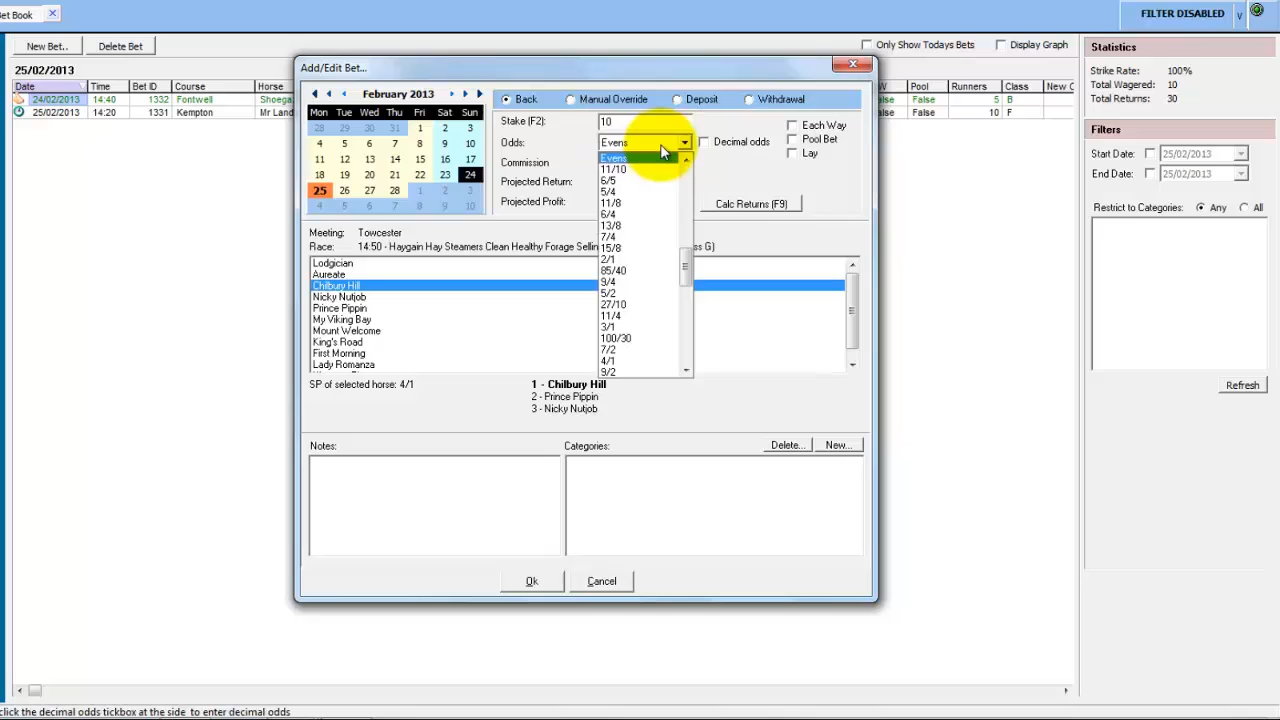 et Book
FILTER DISABLED
New Bet..
Delete Bet
Only Show Todays Bets
Display Graph
25/02/2013
Date Time Bet ID Course Horse
24/02/2013 14:40 1332 Fontwell Shoega
25/02/2013 14:20 1331 Kempton Mr Land
W Pool Runners Class New C
alse False 5 B
alse False 10 F
Add/Edit Bet...
February 2013
Mon Tue Wed Thu Fri Sat Sun
28 29 30 31 1 2 3
4 5 6 7 8 9 10
11 12 13 14 15 16 17
18 19 20 21 22 23 24
25 26 27 28 1 2 3
4 5 6 7 8 9 10
Back
Manual Override
Deposit
Withdrawal
Stake (F2): 10
Odds: Evens
Decimal odds
Each Way
Pool Bet
Lay
Commission
Projected Return:
Projected Profit:
Calc Returns (F9)
Evens
11/10
6/5
5/4
11/8
6/4
13/8
7/4
15/8
2/1
85/40
9/4
5/2
27/10
11/4
3/1
100/30
7/2
4/1
9/2
Meeting: Towcester
Race: 14:50 - Haygain Hay Steamers Clean Healthy Forage Sellin ss G)
Lodgician
Aureate
Chilbury Hill
Nicky Nutjob
Prince Pippin
My Viking Bay
Mount Welcome
King's Road
First Morning
Lady Romanza
SP of selected horse: 4/1
1 - Chilbury Hill
2 - Prince Pippin
3 - Nicky Nutjob
Notes:
Categories:
Delete...
New...
Ok
Cancel
Statistics
Strike Rate: 100%
Total Wagered: 10
Total Returns: 30
Filters
Start Date: 25/02/2013
End Date: 25/02/2013
Restrict to Categories: Any All
Refresh
click the decimal odds tickbox at the side to enter decimal odds